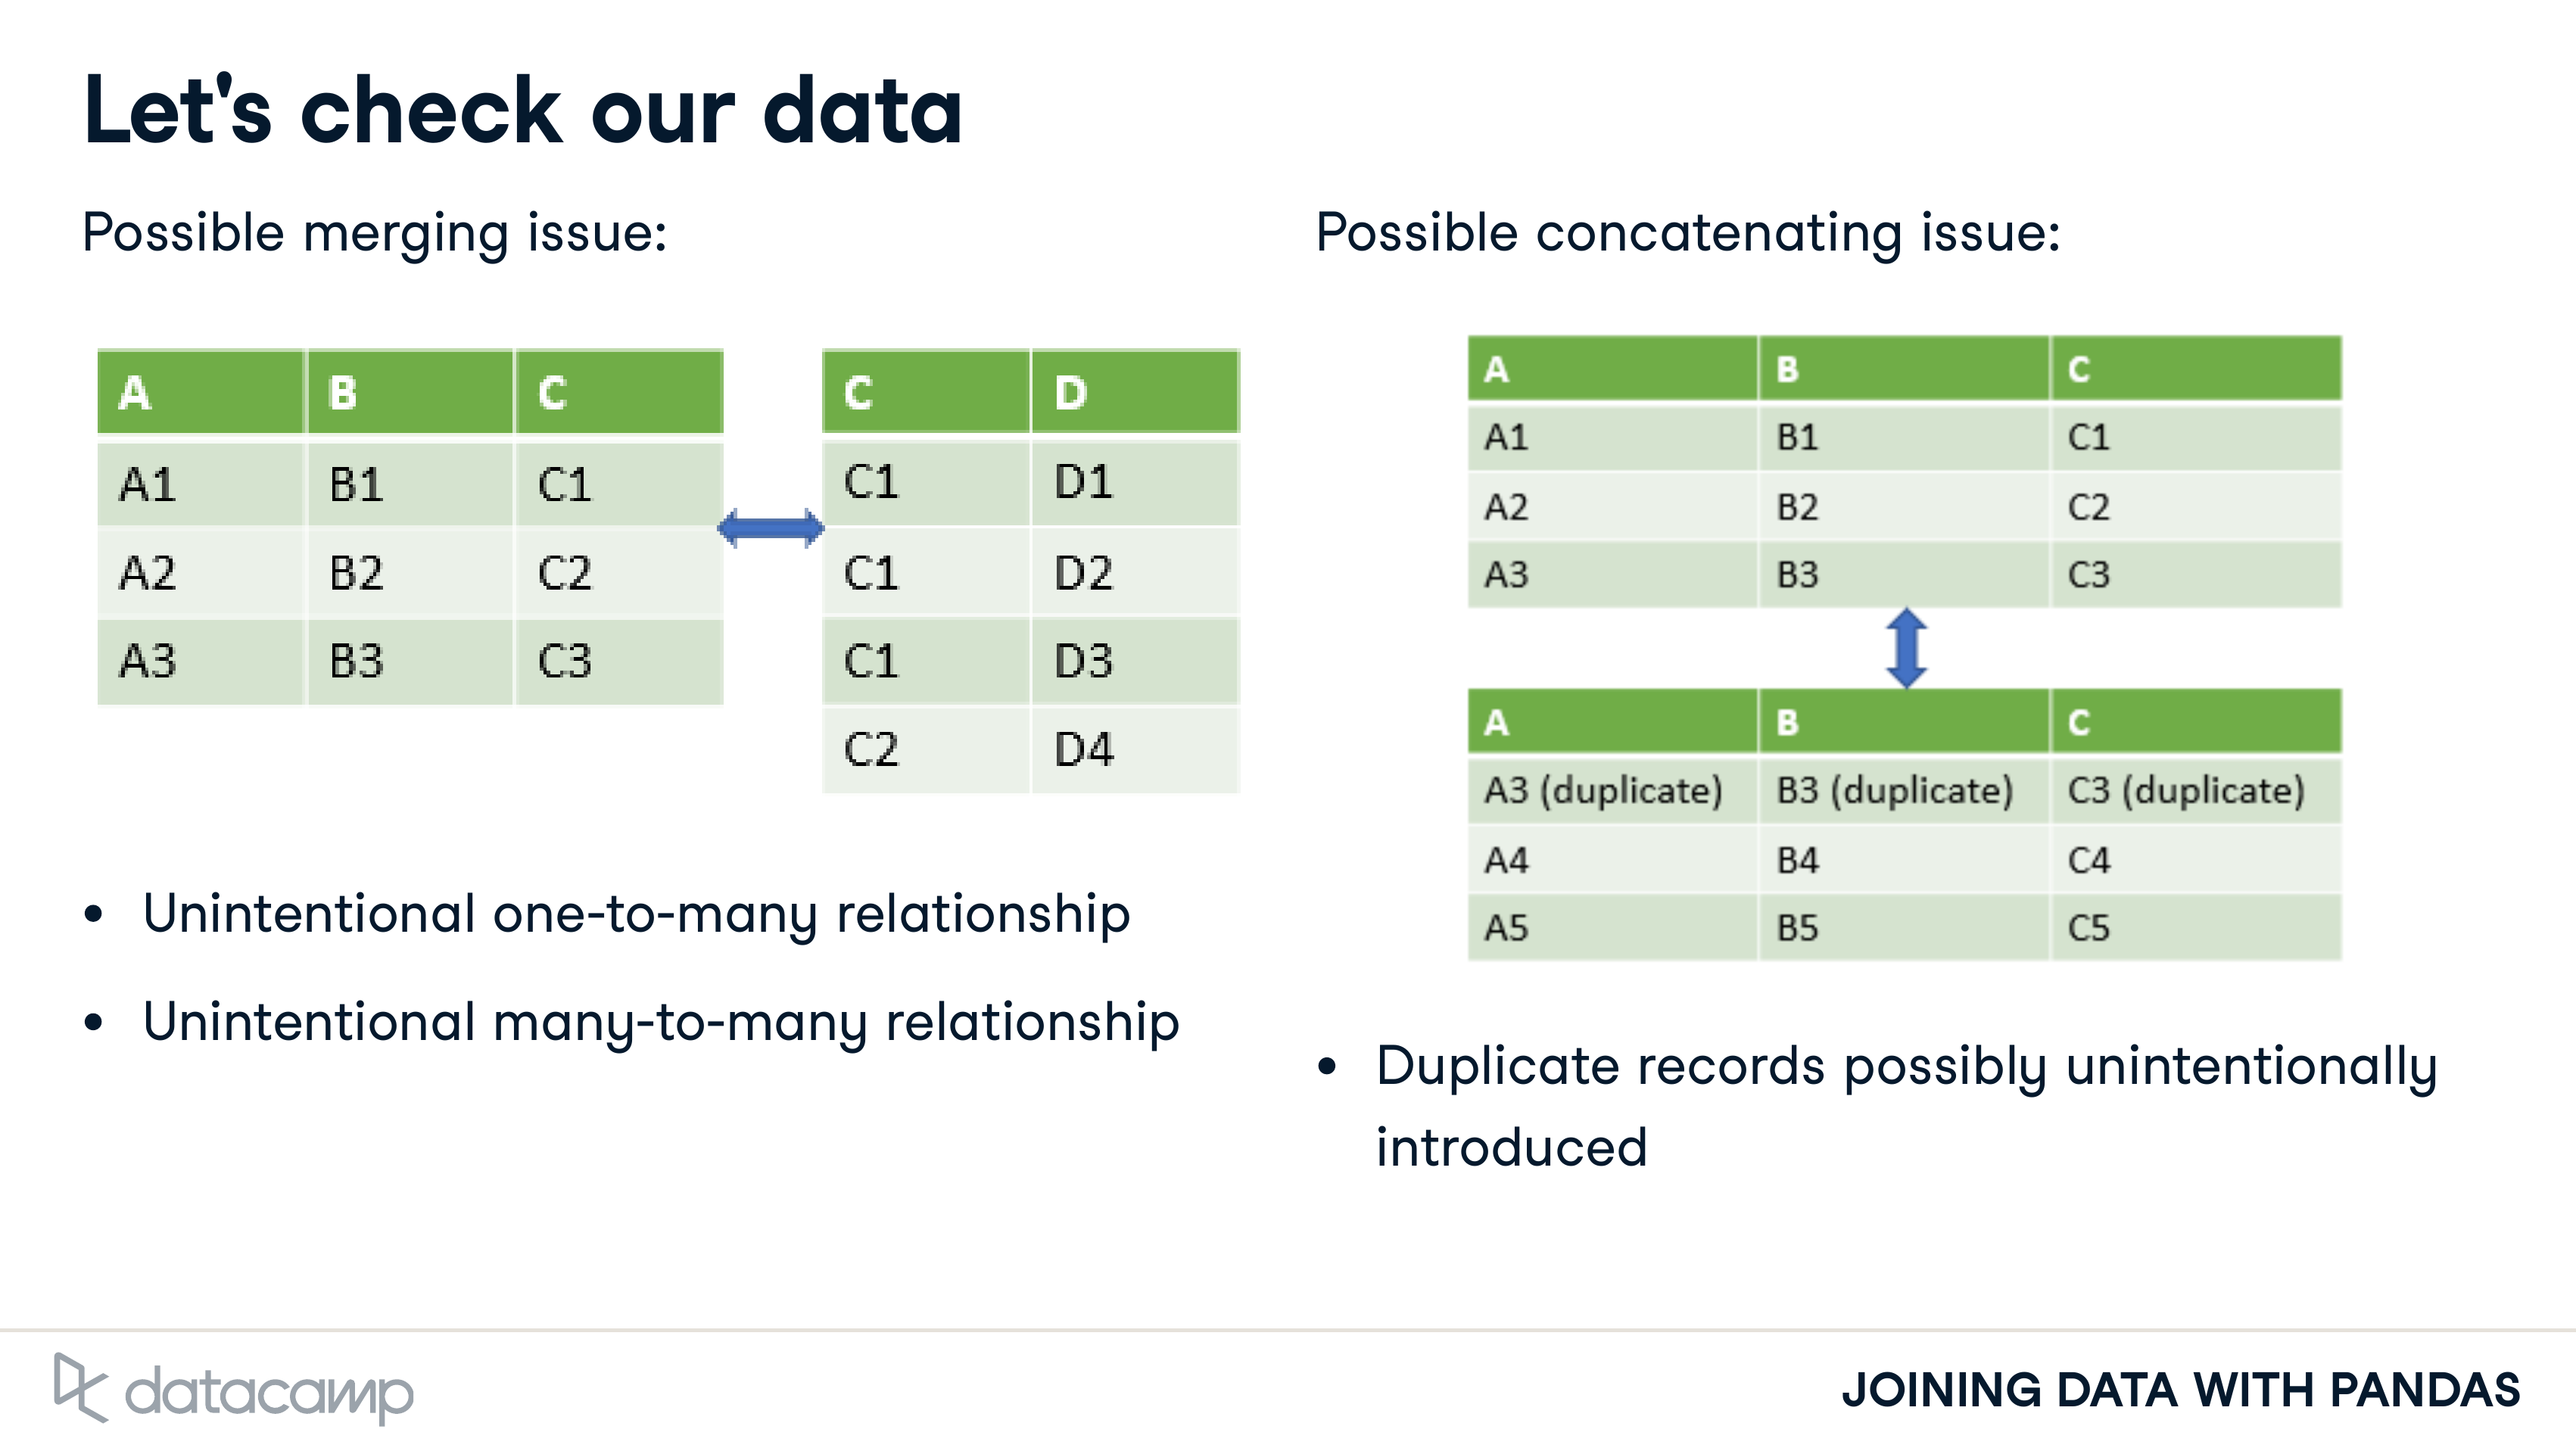 Let's check our data
Possible merging issue:
A B C
A1 B1 C1
A2 B2 C2
A3 B3 C3
C D
C1 D1
C1 D2
C1 D3
C2 D4
• Unintentional one-to-many relationship
• Unintentional many-to-many relationship
Possible concatenating issue:
A B C
A1 B1 C1
A2 B2 C2
A3 B3 C3
A B C
A3 (duplicate) B3 (duplicate) C3 (duplicate)
A4 B4 C4
A5 B5 C5
• Duplicate records possibly unintentionally
introduced
datacamp
JOINING DATA WITH PANDAS